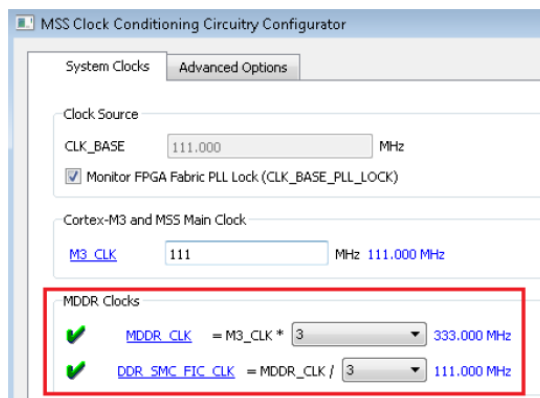 MSS Clock Conditioning Circuitry Configurator
System Clocks Advanced Options
Clock Source
CLK_BASE 111.000 MHz
Monitor FPGA Fabric PLL Lock (CLK_BASE_PLL_LOCK)
Cortex-M3 and MSS Main Clock
M3_CLK 111 MHz 111.000 MHz
MDDR Clocks
MDDR_CLK = M3_CLK * 3 333.000 MHz
DDR_SMC_FIC_CLK = MDDR_CLK / 3 111.000 MHz